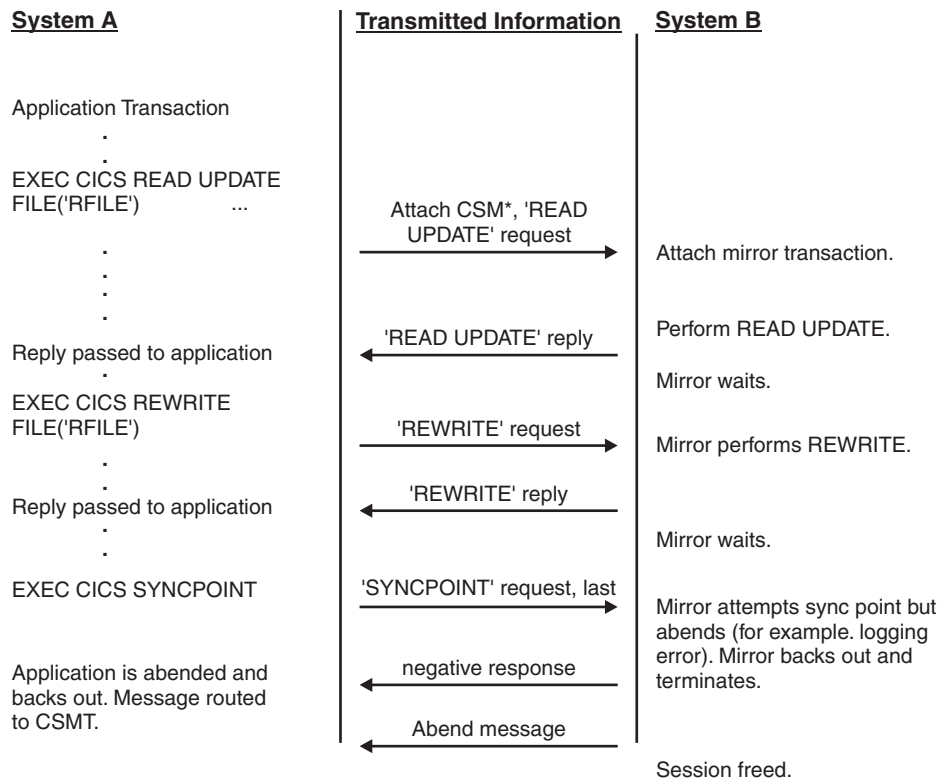 System A
Transmitted Information
System B
Application Transaction
.
.
EXEC CICS READ UPDATE
FILE('RFILE') ...
Attach CSM*, 'READ
UPDATE' request
Attach mirror transaction.
.
.
.
.
Perform READ UPDATE.
'READ UPDATE' reply
Reply passed to application
.
Mirror waits.
EXEC CICS REWRITE
FILE('RFILE')
'REWRITE' request
Mirror performs REWRITE.
.
.
'REWRITE' reply
Reply passed to application
.
.
Mirror waits.
EXEC CICS SYNCPOINT
'SYNCPOINT' request, last
Mirror attempts sync point but
abends (for example. logging
error). Mirror backs out and
terminates.
negative response
Application is abended and
backs out. Message routed
to CSMT.
Abend message
Session freed.